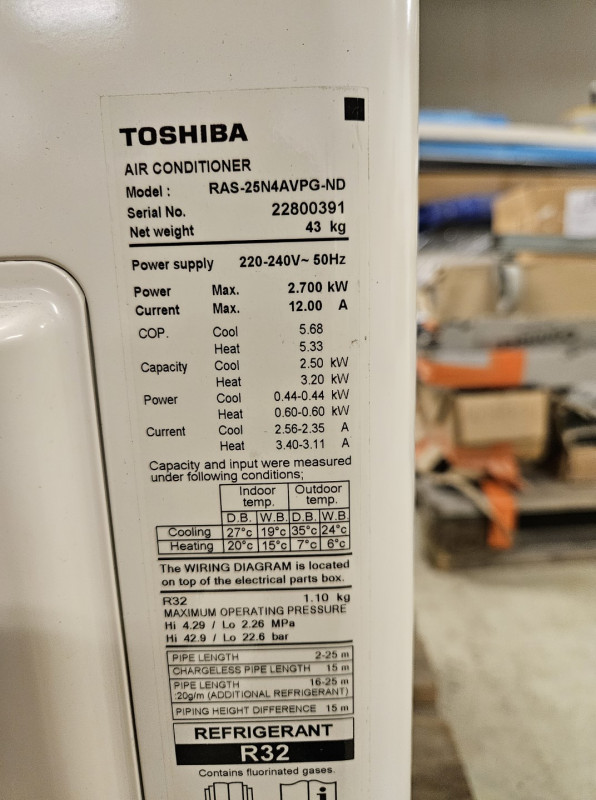 TOSHIBA
AIR CONDITIONER
Model : RAS-25N4AVPG-ND
Serial No. 22800391
Net weight 43 kg
Power supply 220-240V~ 50Hz
Power Max. 2.700 kW
Current Max. 12.00 A
COP. Cool 5.68
Heat 5.33
Capacity Cool 2.50 kW
Heat 3.20 kW
Power Cool 0.44-0.44 kW
Heat 0.60-0.60 kW
Current Cool 2.56-2.35 A
Heat 3.40-3.11 A
Capacity and input were measured
under following conditions;
Indoor temp. Outdoor temp.
D.B. W.B. D.B. W.B.
Cooling 27°c 19°c 35°c 24°c
Heating 20°c 15°c 7°c 6°c
The WIRING DIAGRAM is located
on top of the electrical parts box.
R32 1.10 kg
MAXIMUM OPERATING PRESSURE
Hi 4.29 / Lo 2.26 MPa
Hi 42.9 / Lo 22.6 bar
PIPE LENGTH 2-25 m
CHARGELESS PIPE LENGTH 15 m
PIPE LENGTH 16-25 m
:20g/m (ADDITIONAL REFRIGERANT)
PIPING HEIGHT DIFFERENCE 15 m
REFRIGERANT
R32
Contains fluorinated gases.